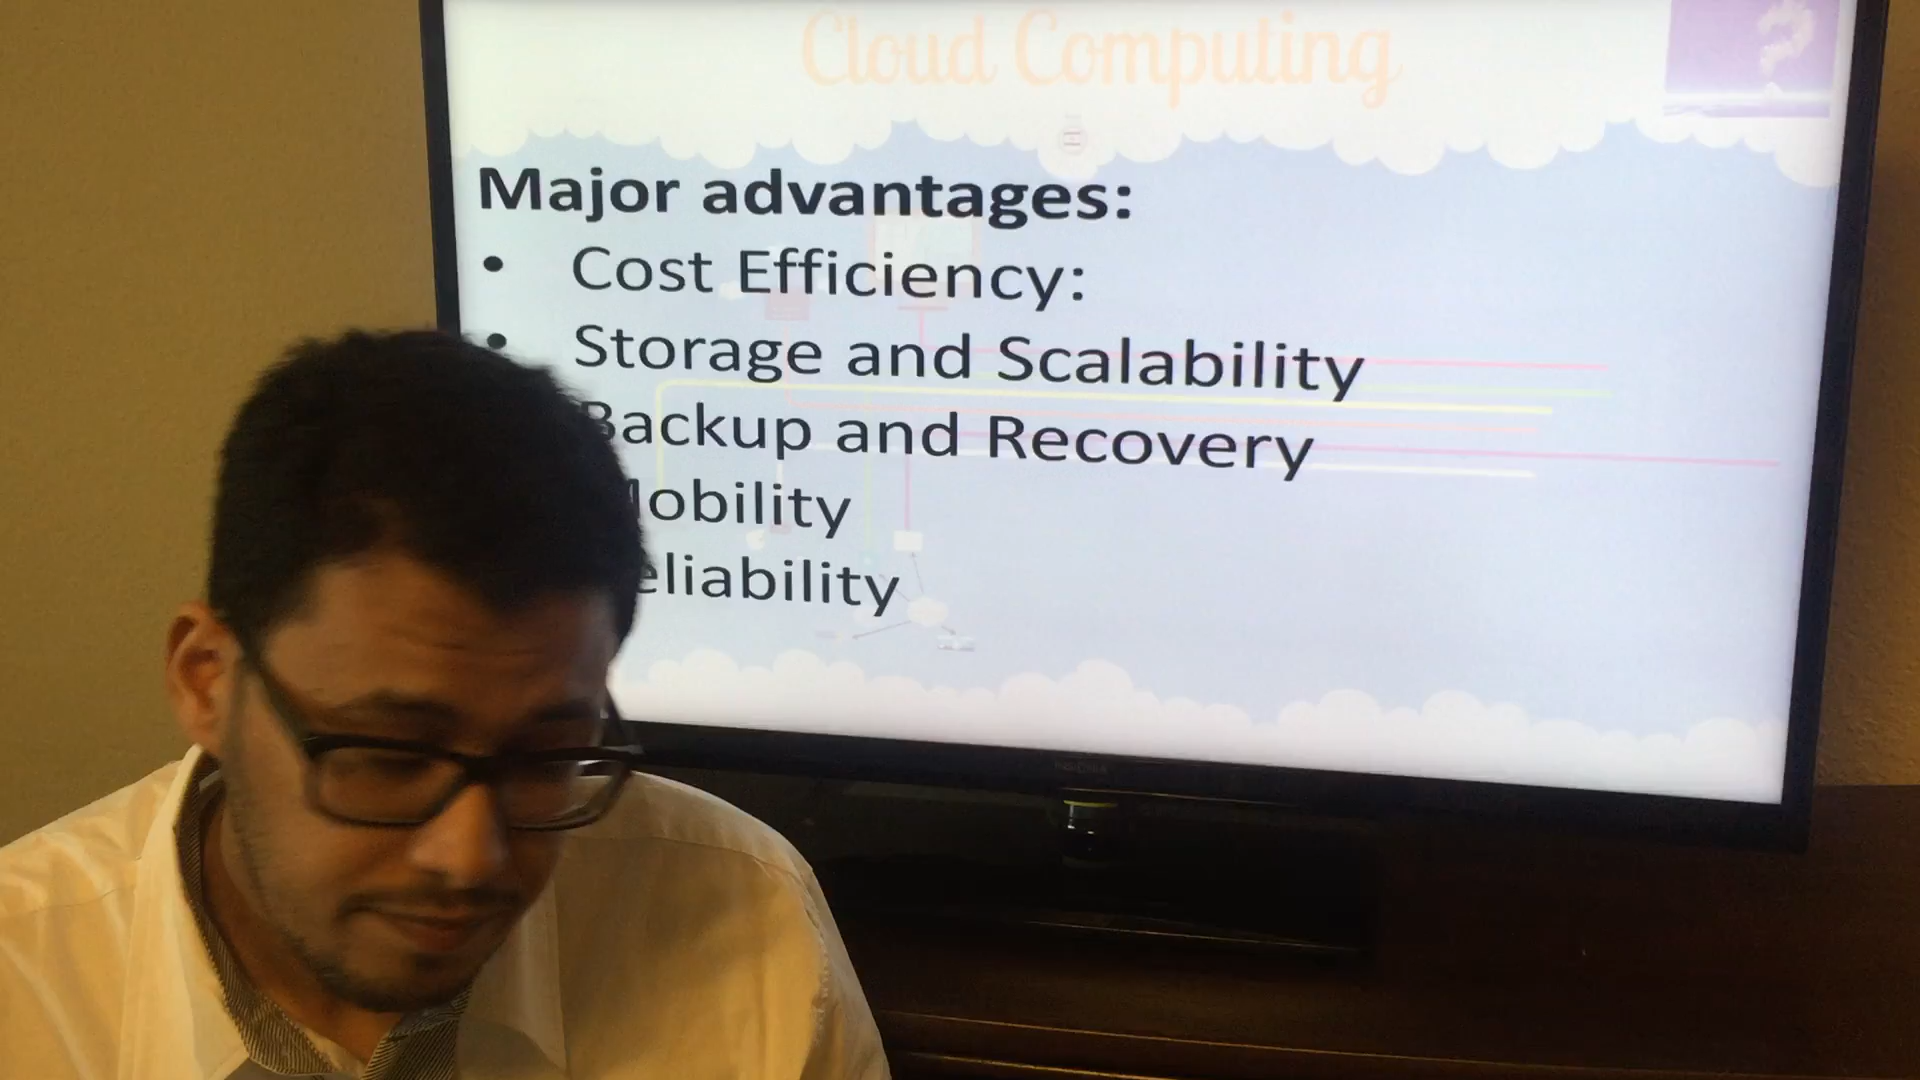 Cloud Computing
Major advantages:
• Cost Efficiency:
• Storage and Scalability
Backup and Recovery
obility
eliability